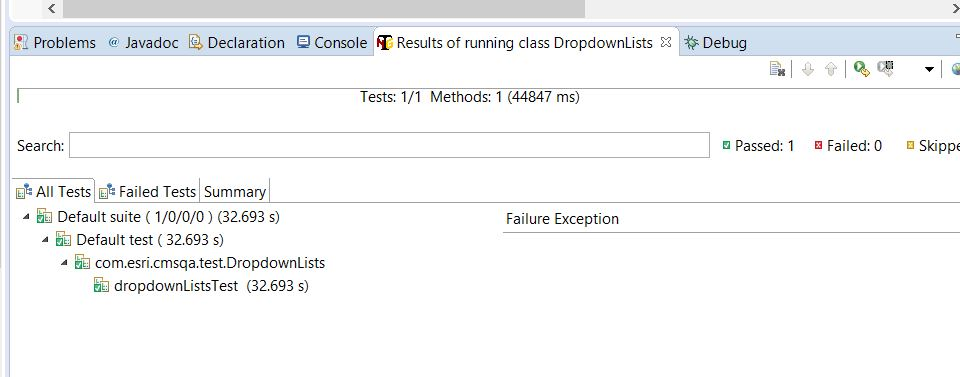 Problems @ Javadoc Declaration Console Results of running class DropdownLists Debug
Tests: 1/1 Methods: 1 (44847 ms)
Search: Passed: 1 Failed: 0 Skippe
All Tests Failed Tests Summary
Default suite ( 1/0/0/0 ) (32.693 s) Failure Exception
Default test ( 32.693 s)
com.esri.cmsqa.test.DropdownLists
dropdownListsTest (32.693 s)